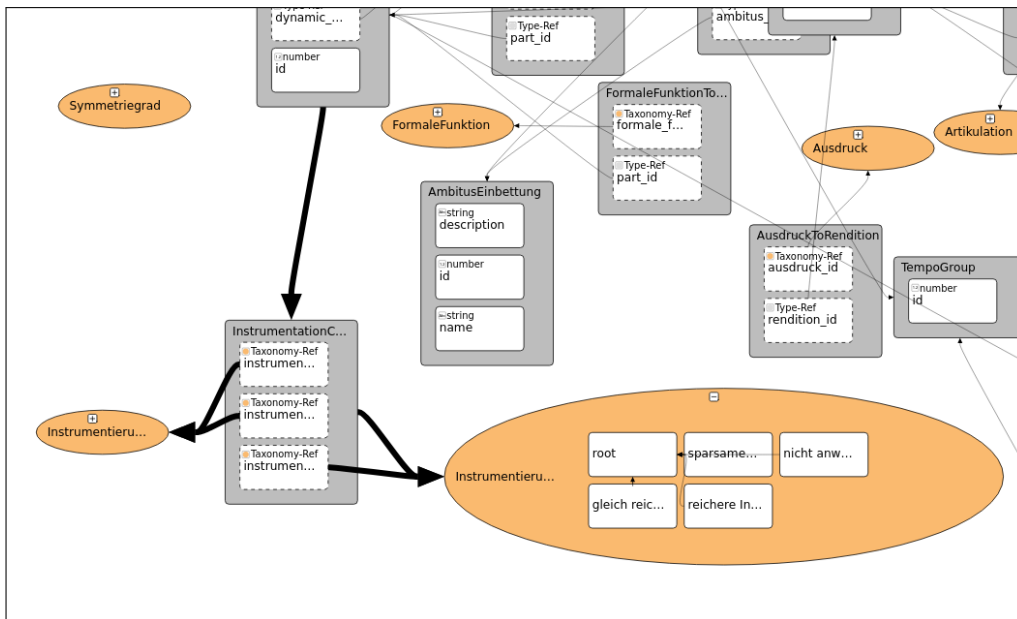 dynamic_...
number
id
Type-Ref
part_id
ambitus_
Symmetriegrad
FormaleFunktion
FormaleFunktionTo...
Taxonomy-Ref
formale_f...
Type-Ref
part_id
Ausdruck
Artikulation
AmbitusEinbettung
string
description
number
id
string
name
AusdruckToRendition
Taxonomy-Ref
ausdruck_id
Type-Ref
rendition_id
TempoGroup
number
id
InstrumentationC...
Taxonomy-Ref
instrumen...
Taxonomy-Ref
instrumen...
Taxonomy-Ref
instrumen...
Instrumentieru...
Instrumentieru...
root
sparsame...
nicht anw...
gleich reic...
reichere In...